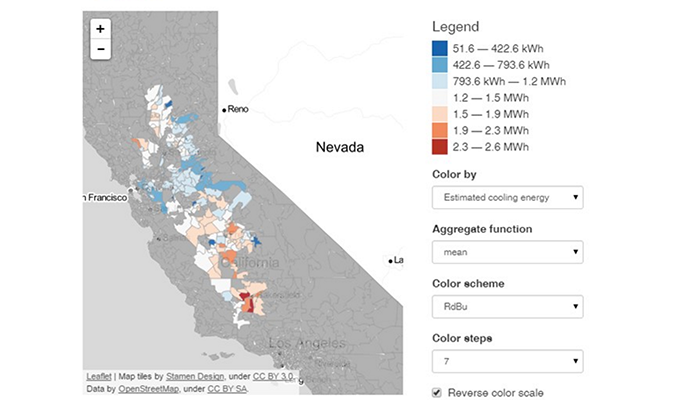 +
−
Reno
Nevada
n Francisco
La
California
Los Angeles
Leaflet | Map tiles by Stamen Design, under CC BY 3.0.
Data by OpenStreetMap, under CC BY SA.
Legend
51.6 — 422.6 kWh
422.6 — 793.6 kWh
793.6 kWh — 1.2 MWh
1.2 — 1.5 MWh
1.5 — 1.9 MWh
1.9 — 2.3 MWh
2.3 — 2.6 MWh
Color by
Estimated cooling energy
Aggregate function
mean
Color scheme
RdBu
Color steps
7
Reverse color scale